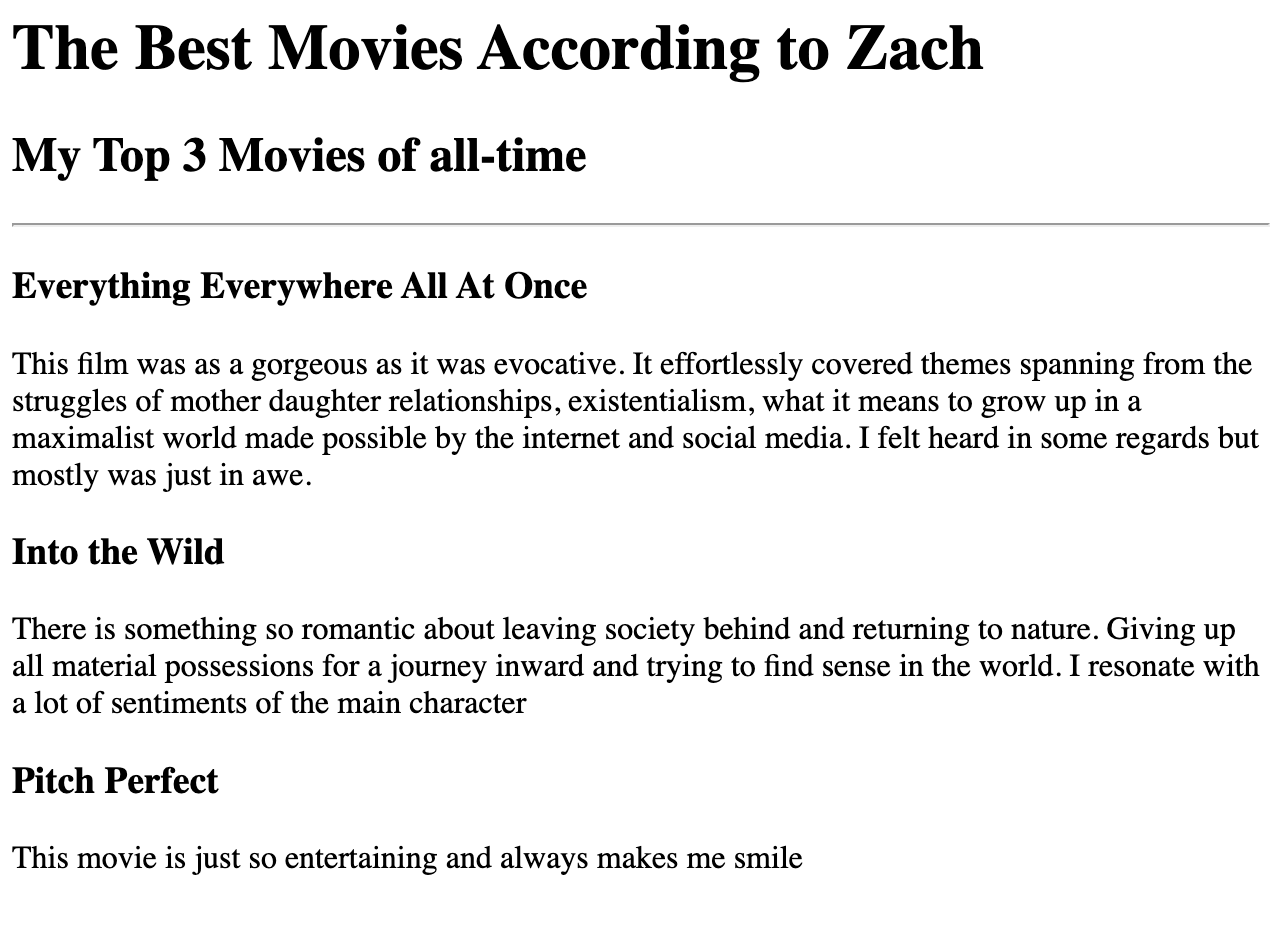 The Best Movies According to Zach
My Top 3 Movies of all-time
Everything Everywhere All At Once
This film was as a gorgeous as it was evocative. It effortlessly covered themes spanning from the
struggles of mother daughter relationships, existentialism, what it means to grow up in a
maximalist world made possible by the internet and social media. I felt heard in some regards but
mostly was just in awe.
Into the Wild
There is something so romantic about leaving society behind and returning to nature. Giving up
all material possessions for a journey inward and trying to find sense in the world. I resonate with
a lot of sentiments of the main character
Pitch Perfect
This movie is just so entertaining and always makes me smile